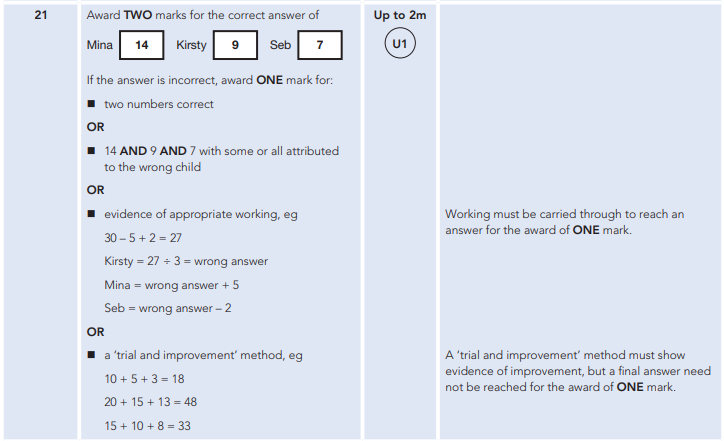 21
Award TWO marks for the correct answer of
Up to 2m
Mina 14 Kirsty 9 Seb 7
U1
If the answer is incorrect, award ONE mark for:
■ two numbers correct
OR
■ 14 AND 9 AND 7 with some or all attributed
to the wrong child
OR
■ evidence of appropriate working, eg
30 – 5 + 2 = 27
Kirsty = 27 ÷ 3 = wrong answer
Mina = wrong answer + 5
Seb = wrong answer – 2
Working must be carried through to reach an
answer for the award of ONE mark.
OR
■ a ‘trial and improvement’ method, eg
10 + 5 + 3 = 18
20 + 15 + 13 = 48
15 + 10 + 8 = 33
A ‘trial and improvement’ method must show
evidence of improvement, but a final answer need
not be reached for the award of ONE mark.